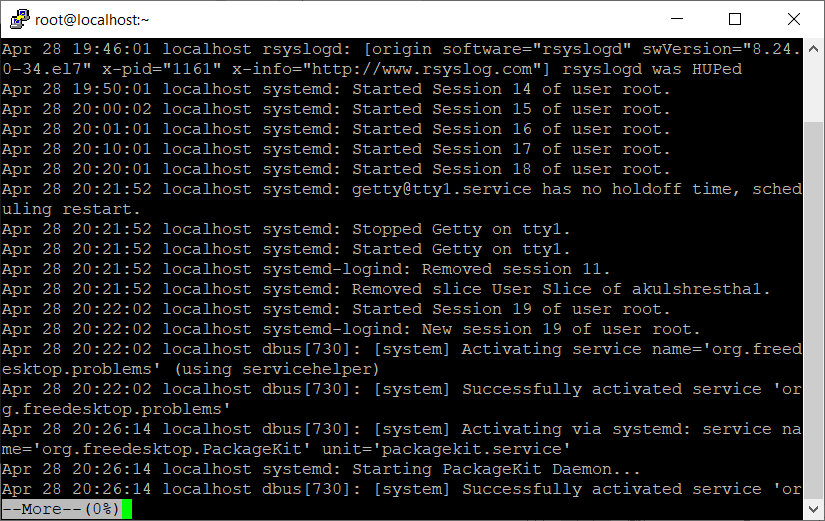 root@localhost:~
Apr 28 19:46:01 localhost rsyslogd: [origin software="rsyslogd" swVersion="8.24.
0-34.el7" x-pid="1161" x-info="http://www.rsyslog.com"] rsyslogd was HUPed
Apr 28 19:50:01 localhost systemd: Started Session 14 of user root.
Apr 28 20:00:02 localhost systemd: Started Session 15 of user root.
Apr 28 20:01:01 localhost systemd: Started Session 16 of user root.
Apr 28 20:10:01 localhost systemd: Started Session 17 of user root.
Apr 28 20:20:01 localhost systemd: Started Session 18 of user root.
Apr 28 20:21:52 localhost systemd: getty@tty1.service has no holdoff time, sched
uling restart.
Apr 28 20:21:52 localhost systemd: Stopped Getty on tty1.
Apr 28 20:21:52 localhost systemd: Started Getty on tty1.
Apr 28 20:21:52 localhost systemd-logind: Removed session 11.
Apr 28 20:21:52 localhost systemd: Removed slice User Slice of akulshrestha1.
Apr 28 20:22:02 localhost systemd: Started Session 19 of user root.
Apr 28 20:22:02 localhost systemd-logind: New session 19 of user root.
Apr 28 20:22:02 localhost dbus[730]: [system] Activating service name='org.freed
esktop.problems' (using servicehelper)
Apr 28 20:22:02 localhost dbus[730]: [system] Successfully activated service 'or
g.freedesktop.problems'
Apr 28 20:26:14 localhost dbus[730]: [system] Activating via systemd: service na
me='org.freedesktop.PackageKit' unit='packagekit.service'
Apr 28 20:26:14 localhost systemd: Starting PackageKit Daemon...
Apr 28 20:26:14 localhost dbus[730]: [system] Successfully activated service 'or
--More--(0%)